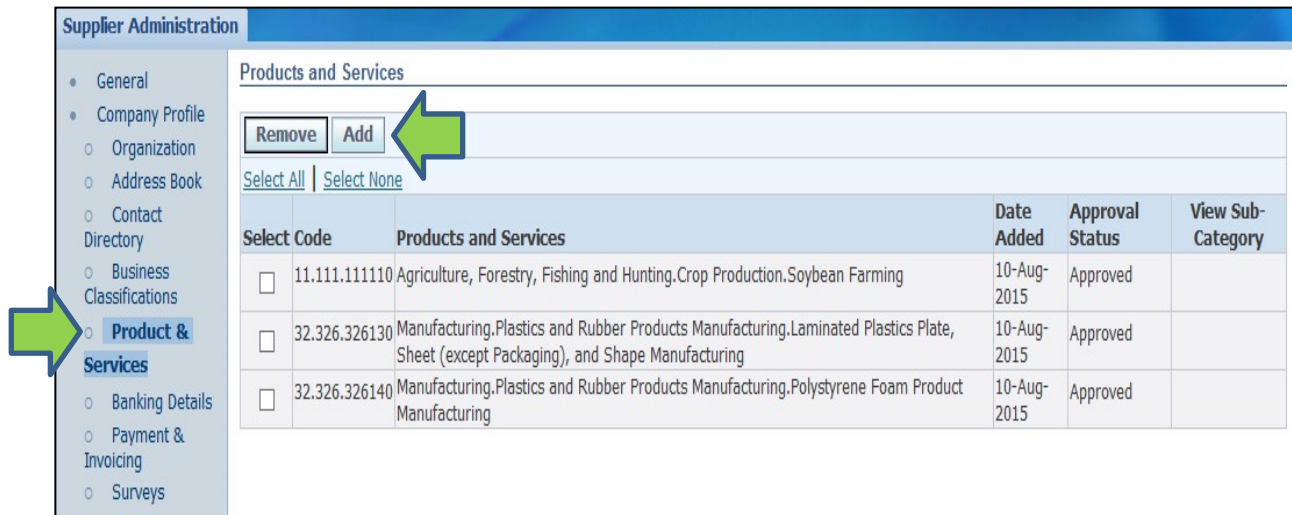 Supplier Administration
General
Company Profile
Organization
Address Book
Contact
Directory
Business
Classifications
Product &
Services
Banking Details
Payment &
Invoicing
Surveys
Products and Services
Remove Add
Select All | Select None
Select Code Products and Services Date Added Approval Status View Sub-Category
11.111.111110 Agriculture, Forestry, Fishing and Hunting.Crop Production.Soybean Farming 10-Aug-2015 Approved
32.326.326130 Manufacturing.Plastics and Rubber Products Manufacturing.Laminated Plastics Plate,
Sheet (except Packaging), and Shape Manufacturing 10-Aug-2015 Approved
32.326.326140 Manufacturing.Plastics and Rubber Products Manufacturing.Polystyrene Foam Product
Manufacturing 10-Aug-2015 Approved